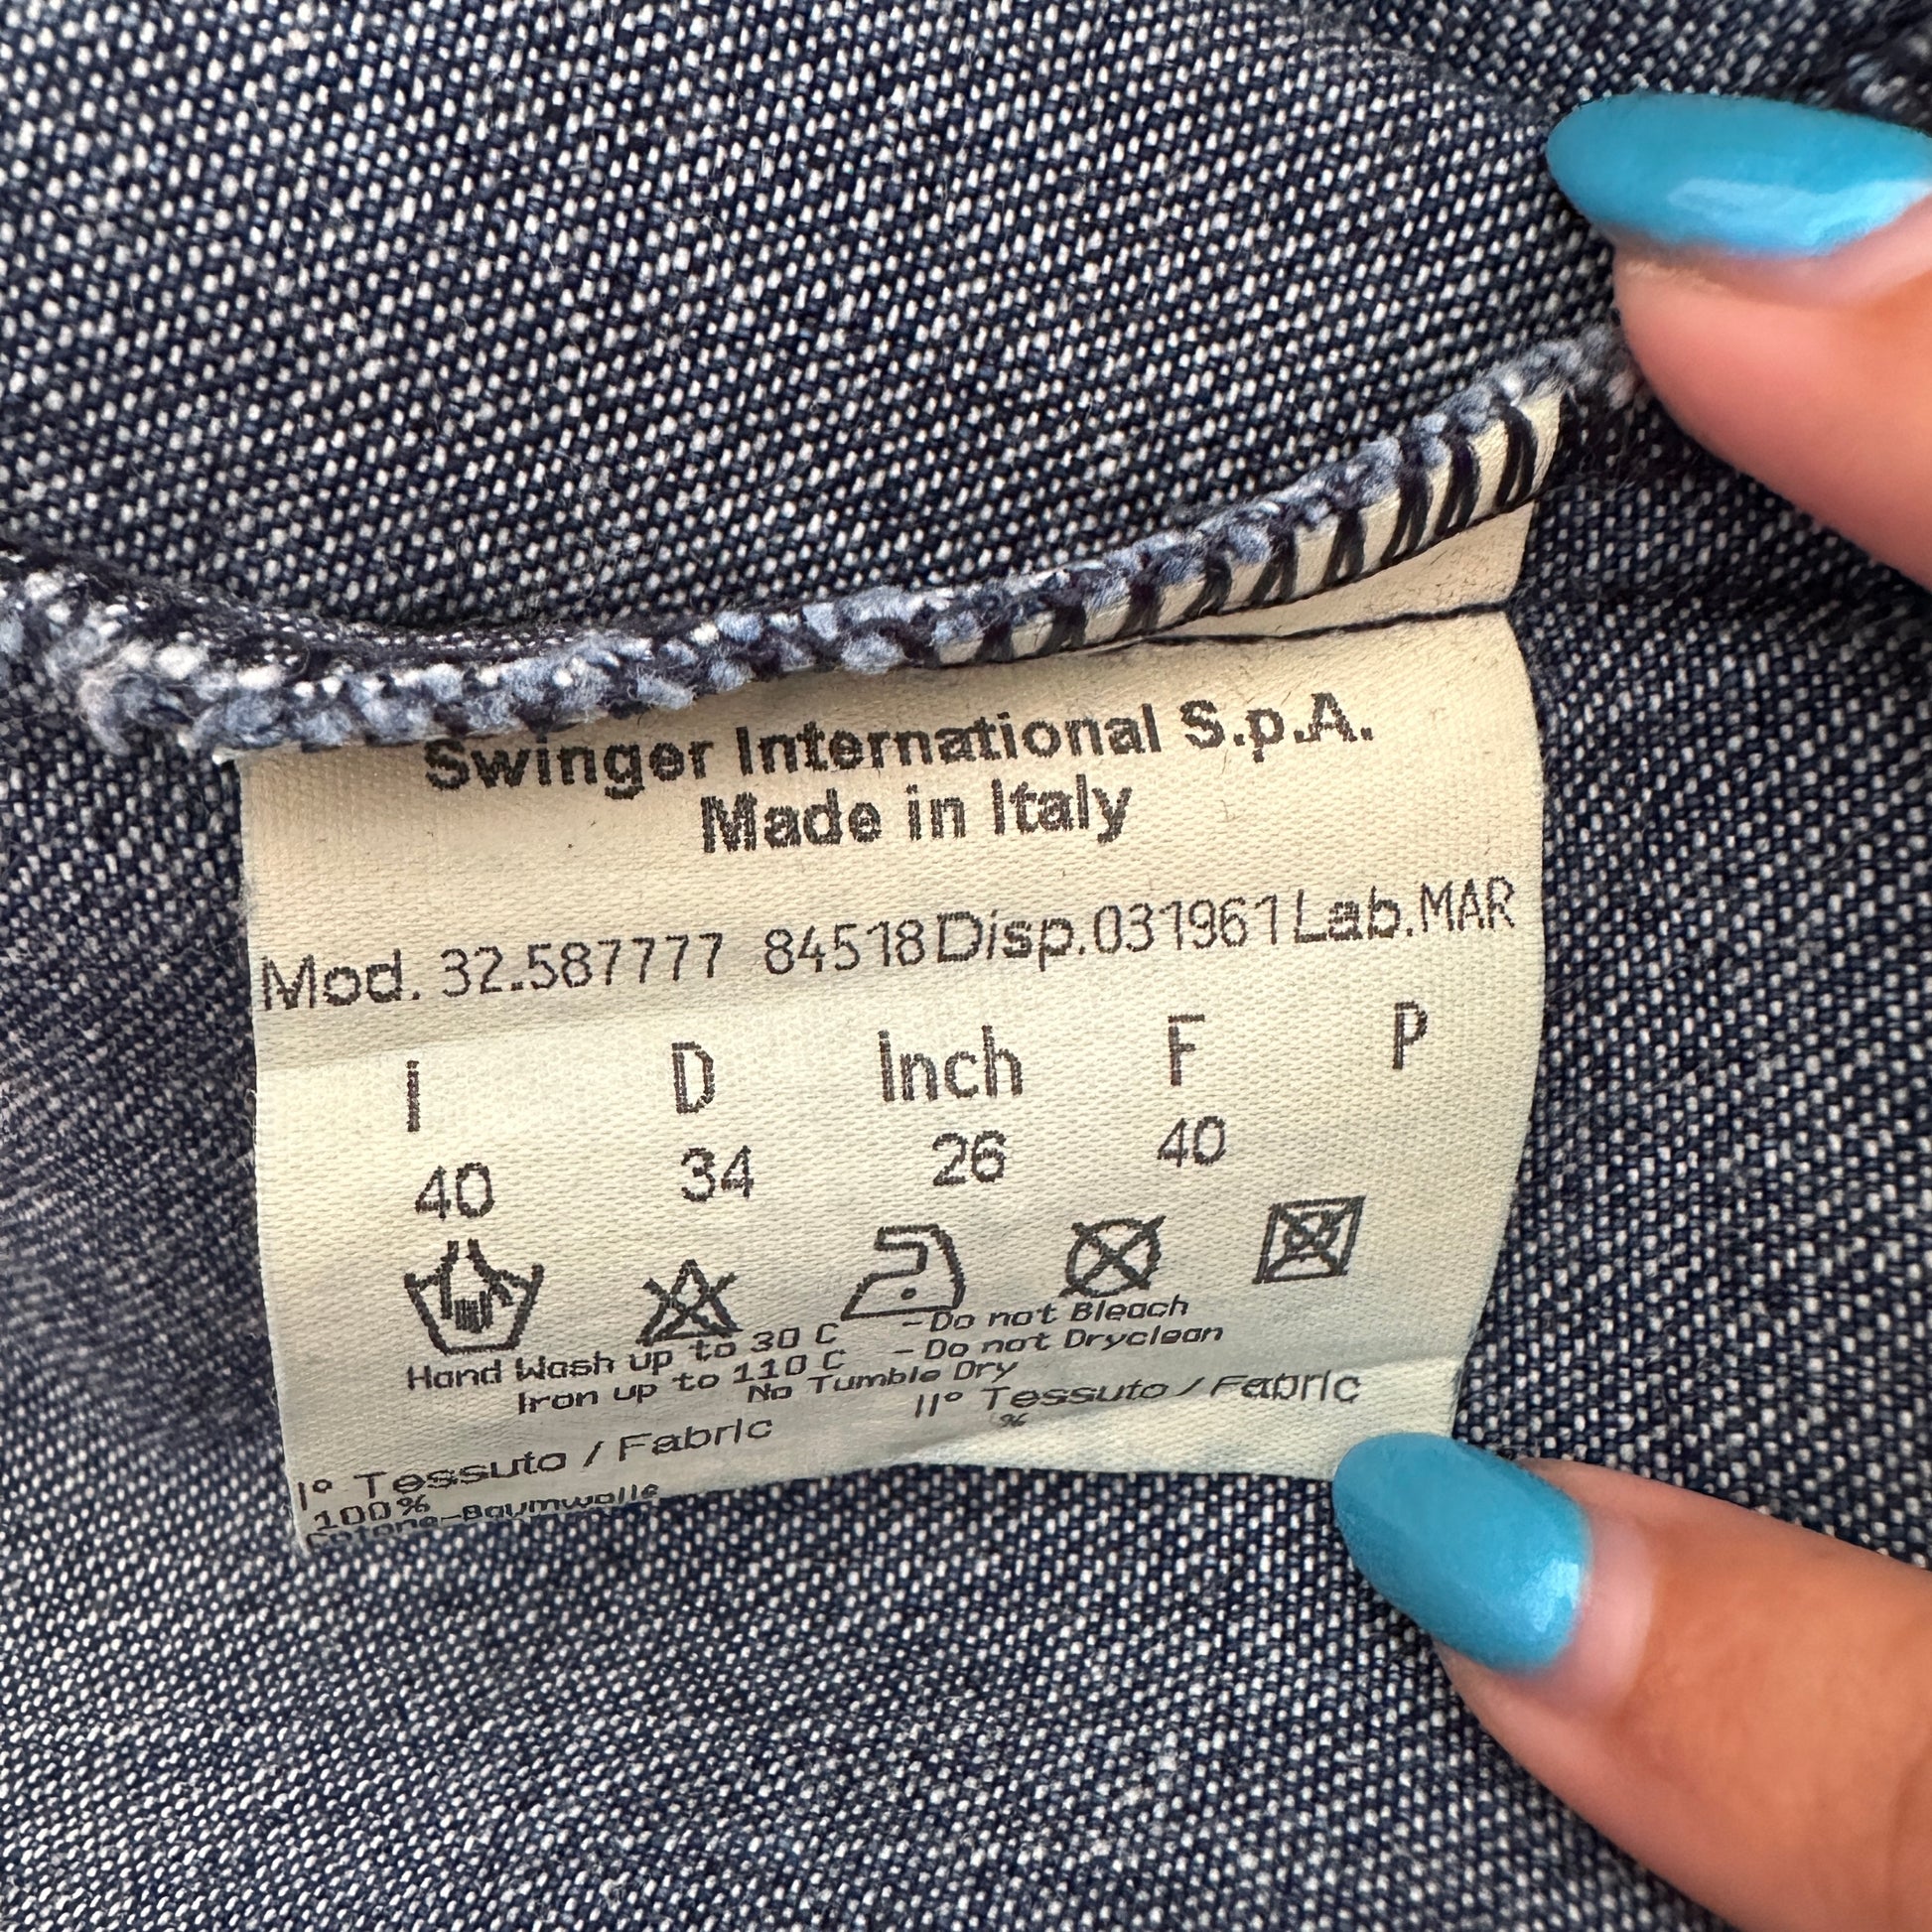 Swinger International S.p.A.
Made in Italy
Mod. 32.587777 84518 Disp.031961 Lab.MAR
I D Inch F P
40 34 26 40
Hand Wash up to 30 C - Do not Bleach
Iron up to 110 C - Do not Dryclean
No Tumble Dry
I° Tessuto / Fabric II° Tessuto / Fabric
100% %
Cotone-Baumwolle